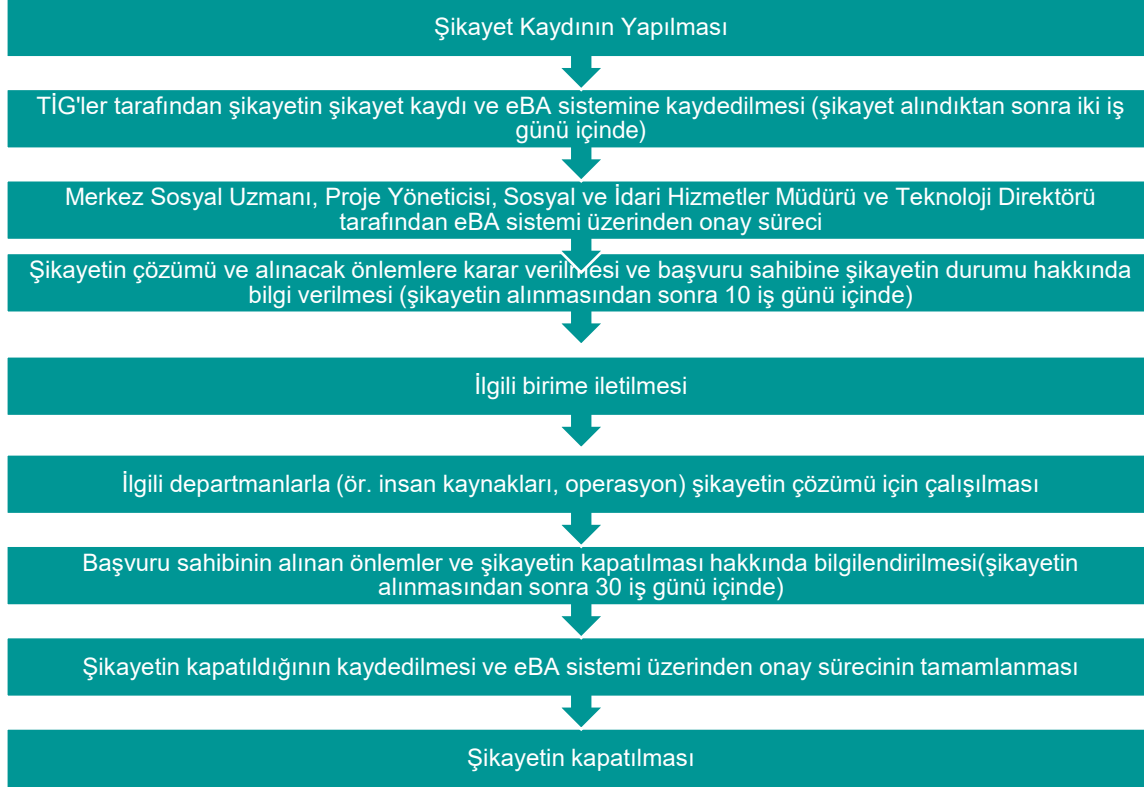 Şikayet Kaydının Yapılması
TİG'ler tarafından şikayetin şikayet kaydı ve eBA sistemine kaydedilmesi (şikayet alındıktan sonra iki iş
günü içinde)
Merkez Sosyal Uzmanı, Proje Yöneticisi, Sosyal ve İdari Hizmetler Müdürü ve Teknoloji Direktörü
tarafından eBA sistemi üzerinden onay süreci
Şikayetin çözümü ve alınacak önlemlere karar verilmesi ve başvuru sahibine şikayetin durumu hakkında
bilgi verilmesi (şikayetin alınmasından sonra 10 iş günü içinde)
İlgili birime iletilmesi
İlgili departmanlarla (ör. insan kaynakları, operasyon) şikayetin çözümü için çalışılması
Başvuru sahibinin alınan önlemler ve şikayetin kapatılması hakkında bilgilendirilmesi(şikayetin
alınmasından sonra 30 iş günü içinde)
Şikayetin kapatıldığının kaydedilmesi ve eBA sistemi üzerinden onay sürecinin tamamlanması
Şikayetin kapatılması